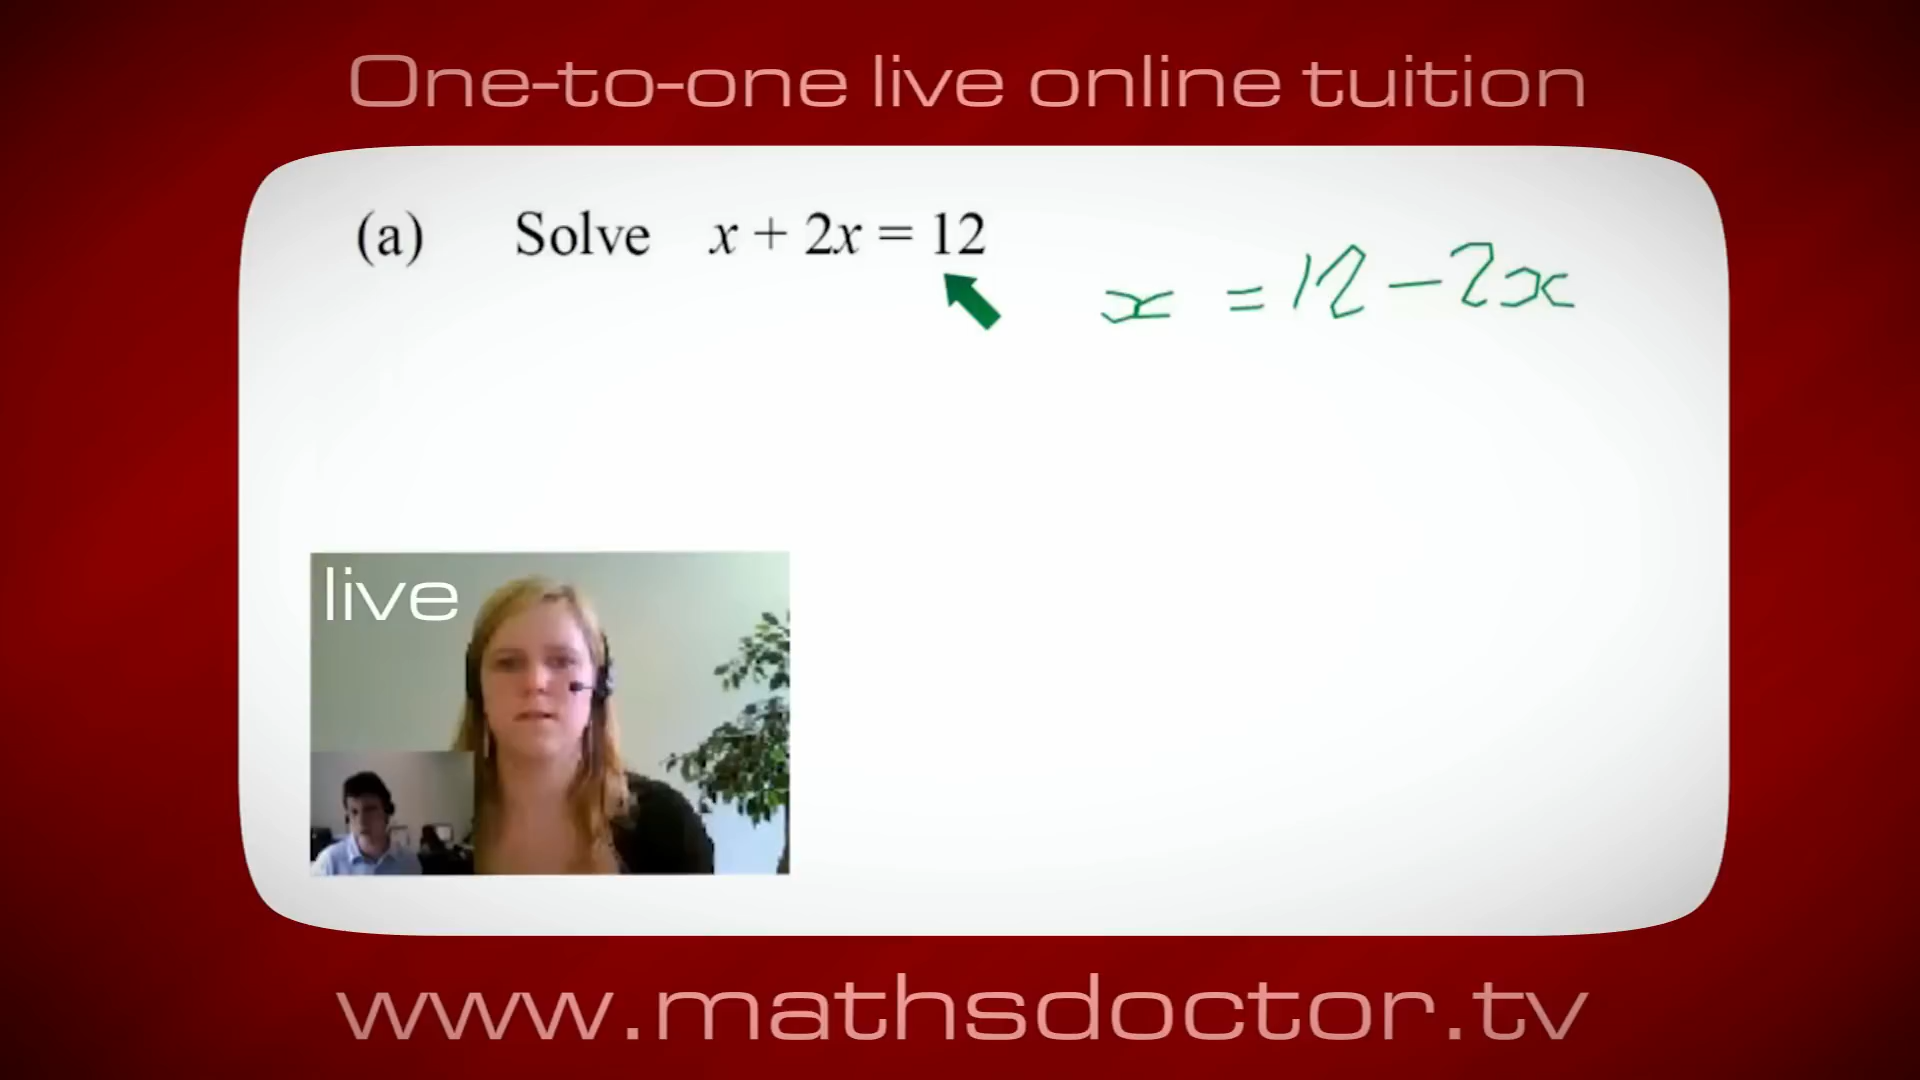 One-to-one live online tuition
(a) Solve x + 2x = 12
x = 12 - 2x
live
www.mathsdoctor.tv